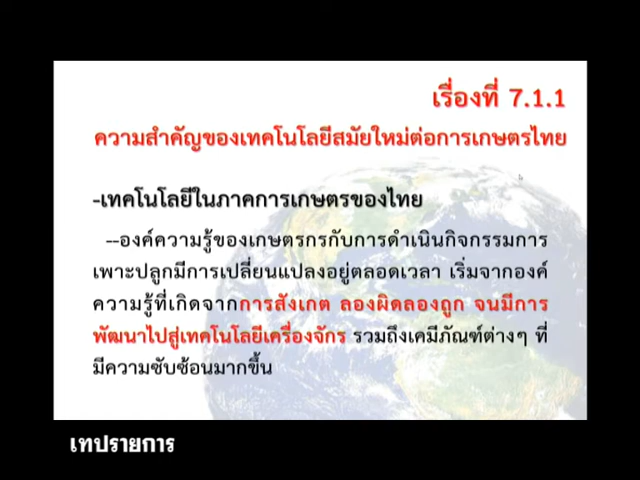 เรื่องที่ 7.1.1
ความสำคัญของเทคโนโลยีสมัยใหม่ต่อการเกษตรไทย
-เทคโนโลยีในภาคการเกษตรของไทย
--องค์ความรู้ของเกษตรกรกับการดำเนินกิจกรรมการ
เพาะปลูกมีการเปลี่ยนแปลงอยู่ตลอดเวลา เริ่มจากองค์
ความรู้ที่เกิดจากการสังเกต ลองผิดลองถูก จนมีการ
พัฒนาไปสู่เทคโนโลยีเครื่องจักร รวมถึงเคมีภัณฑ์ต่างๆ ที่
มีความซับซ้อนมากขึ้น
เทปรายการ